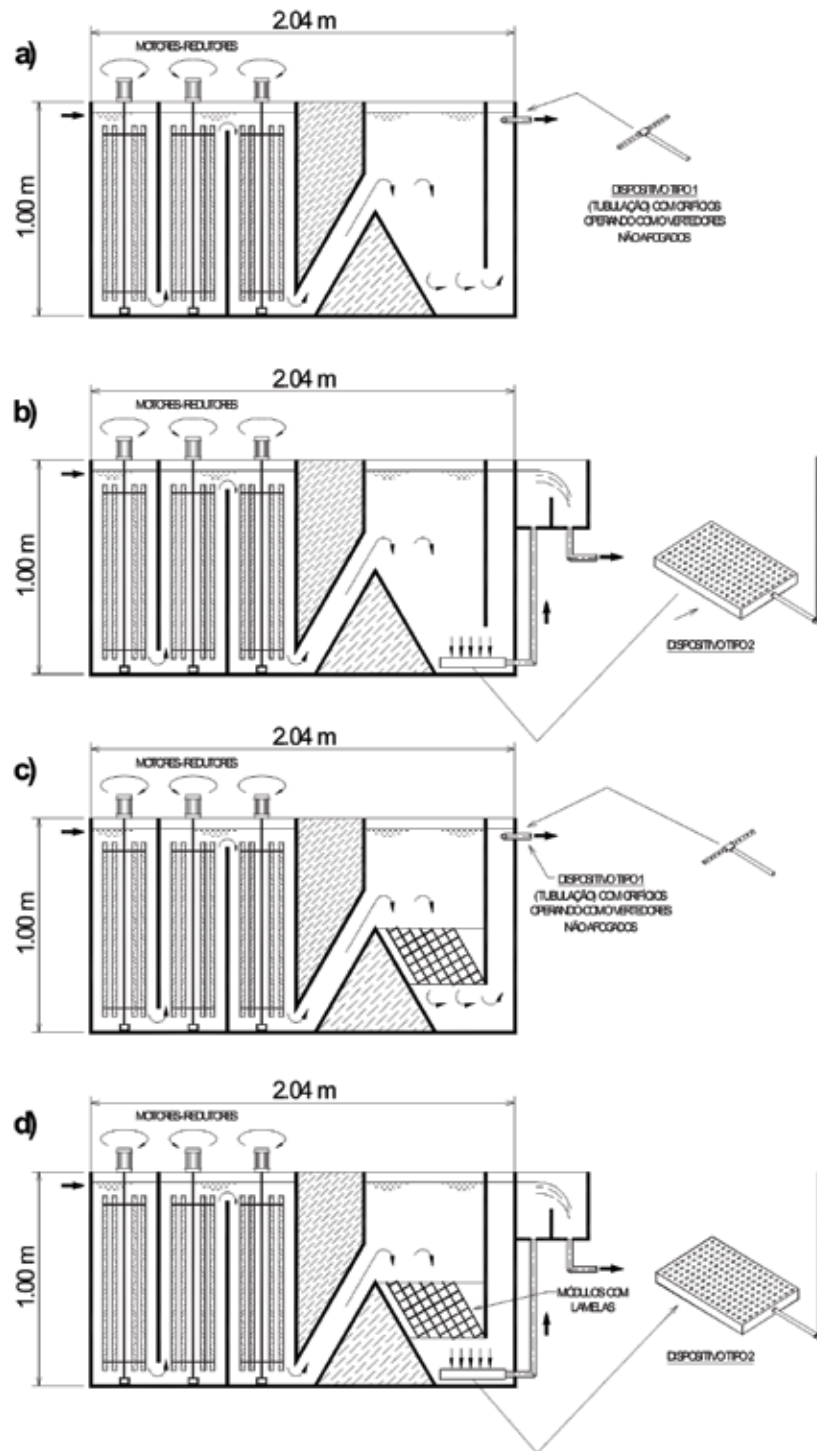 a)
2.04 m
MOTORES-REDUTORES
1.00 m
DISPOSITIVO TIPO 1
(TUBULAÇÃO) COM ORIFÍCIOS
OPERANDO COMO VERTEDORES
NÃO AFOGADOS
b)
2.04 m
MOTORES-REDUTORES
1.00 m
DISPOSITIVO TIPO 2
c)
2.04 m
MOTORES-REDUTORES
1.00 m
DISPOSITIVO TIPO 1
(TUBULAÇÃO) COM ORIFÍCIOS
OPERANDO COMO VERTEDORES
NÃO AFOGADOS
d)
2.04 m
MOTORES-REDUTORES
1.00 m
MÓDULOS COM
LAMELAS
DISPOSITIVO TIPO 2